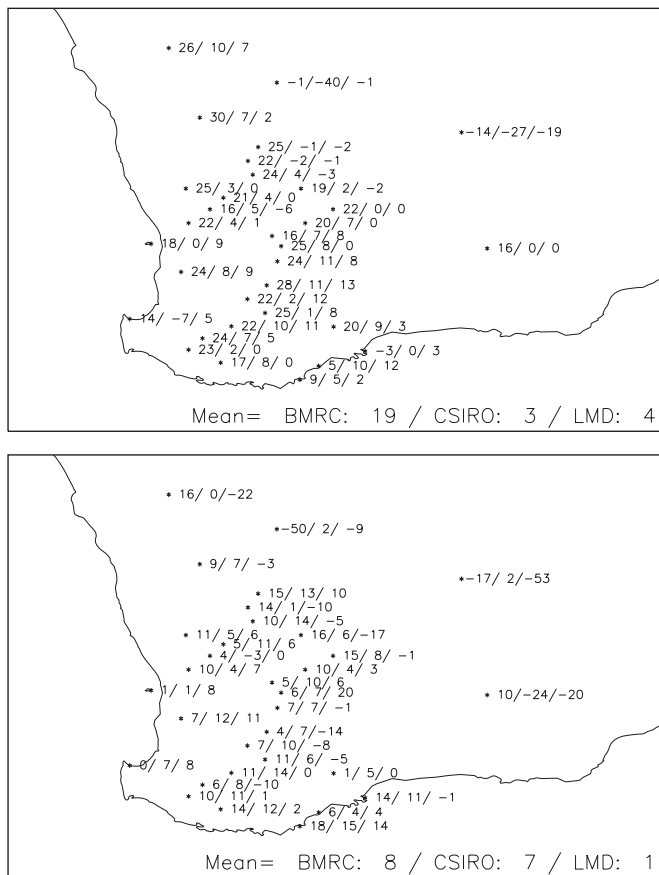 * 26/ 10/ 7
* -1/-40/ -1
* 30/ 7/ 2
*-14/-27/-19
* 25/ -1/ -2
* 22/ -2/ -1
* 24/ 4/ -3
* 25/ 3/ 0
* 19/ 2/ -2
* 21/ 4/ 0
* 16/ 5/ -6
* 22/ 0/ 0
* 22/ 4/ 1
* 20/ 7/ 0
* 16/ 7/ 8
* 18/ 0/ 9
* 25/ 8/ 0
* 16/ 0/ 0
* 24/ 11/ 8
* 24/ 8/ 9
* 28/ 11/ 13
* 22/ 2/ 12
* 25/ 1/ 8
* 14/ -7/ 5
* 22/ 10/ 11
* 20/ 9/ 3
* 24/ 7/ 5
* 23/ 2/ 0
* -3/ 0/ 3
* 17/ 8/ 0
* 5/ 10/ 12
* 9/ 5/ 2
Mean= BMRC: 19 / CSIRO: 3 / LMD: 4
* 16/ 0/-22
*-50/ 2/ -9
* 9/ 7/ -3
*-17/ 2/-53
* 15/ 13/ 10
* 14/ 1/-10
* 10/ 14/ -5
* 11/ 5/ 6
* 16/ 6/-17
* 5/ 11/ 6
* 4/ -3/ 0
* 15/ 8/ -1
* 10/ 4/ 7
* 10/ 4/ 3
* 5/ 10/ 6
* 1/ 1/ 8
* 6/ 7/ 20
* 10/-24/-20
* 7/ 7/ -1
* 7/ 12/ 11
* 4/ 7/-14
* 7/ 10/ -8
* 11/ 6/ -5
* 0/ 7/ 8
* 11/ 14/ 0
* 1/ 5/ 0
* 6/ 8/-10
* 10/ 11/ 1
* 14/ 11/ -1
* 14/ 12/ 2
* 6/ 4/ 4
* 18/ 15/ 14
Mean= BMRC: 8 / CSIRO: 7 / LMD: 1